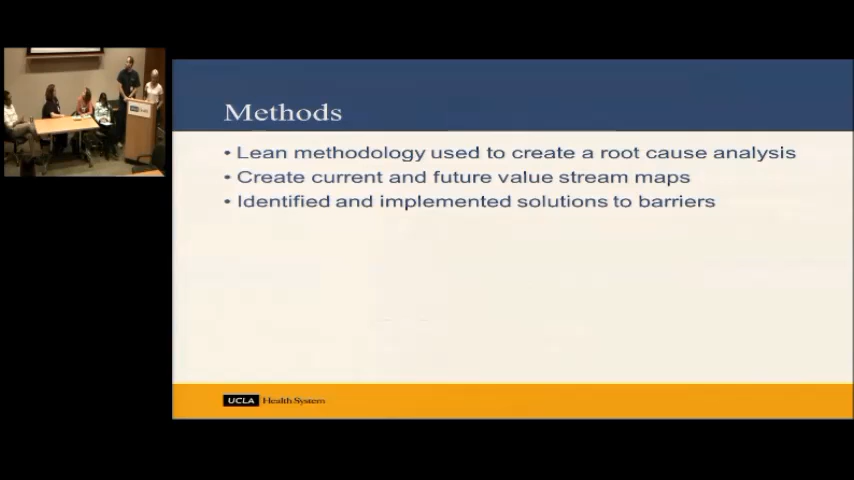 Methods
• Lean methodology used to create a root cause analysis
• Create current and future value stream maps
• Identified and implemented solutions to barriers
UCLA Health System